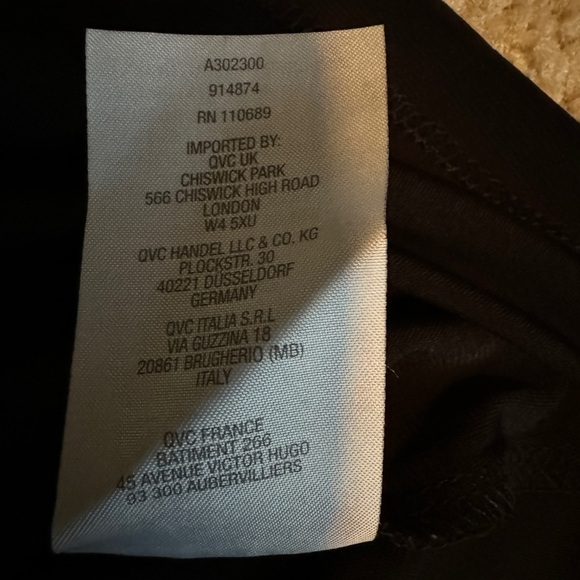 A302300
914874
RN 110689
IMPORTED BY:
QVC UK
CHISWICK PARK
566 CHISWICK HIGH ROAD
LONDON
W4 5XU
QVC HANDEL LLC & CO. KG
PLOCKSTR. 30
40221 DUSSELDORF
GERMANY
QVC ITALIA S.R.L
VIA GUZZINA 18
20861 BRUGHERIO (MB)
ITALY
QVC FRANCE
BATIMENT 266
45 AVENUE VICTOR HUGO
93 300 AUBERVILLIERS